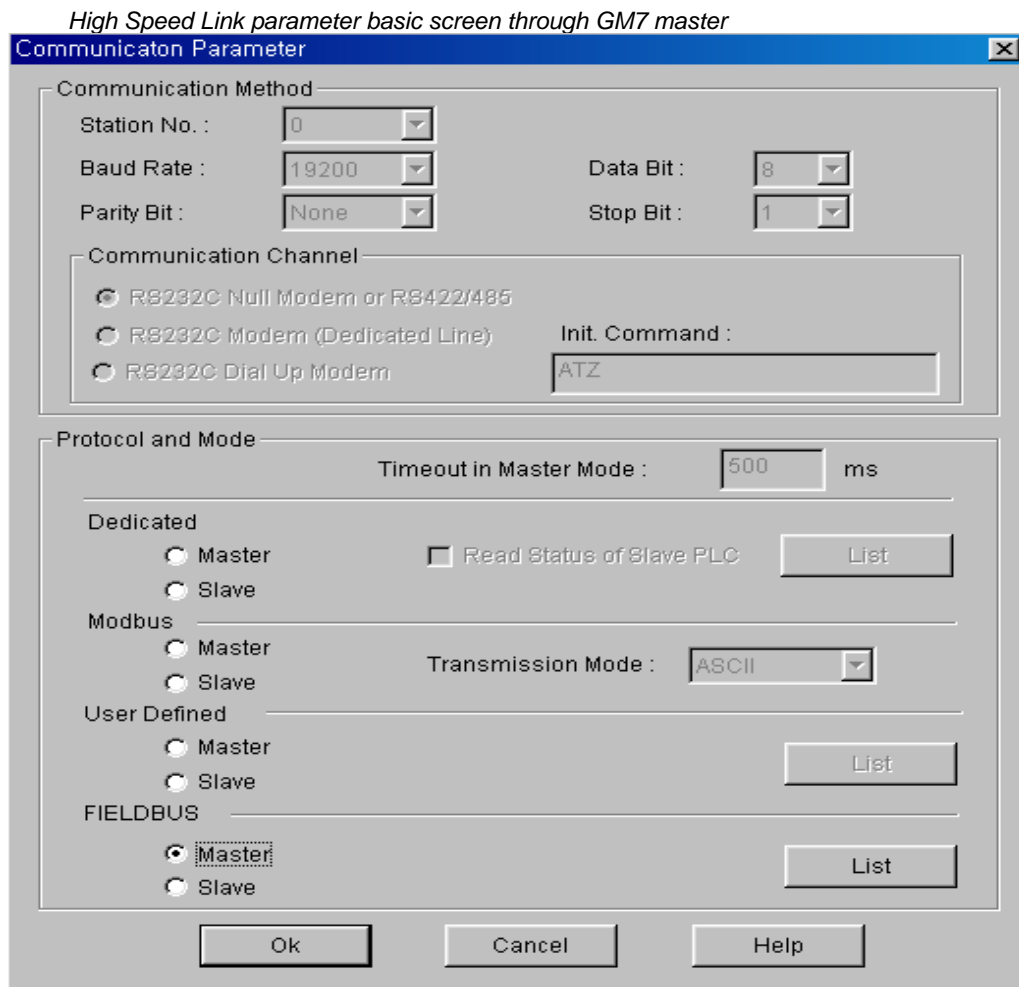 High Speed Link parameter basic screen through GM7 master
Communicaton Parameter
Communication Method
Station No. : 0
Baud Rate : 19200 Data Bit : 8
Parity Bit : None Stop Bit : 1
Communication Channel
RS232C Null Modem or RS422/485
RS232C Modem (Dedicated Line) Init. Command :
RS232C Dial Up Modem ATZ
Protocol and Mode
Timeout in Master Mode : 500 ms
Dedicated
Master Read Status of Slave PLC List
Slave
Modbus
Master
Transmission Mode : ASCII
Slave
User Defined
Master
List
Slave
FIELDBUS
Master
List
Slave
Ok Cancel Help